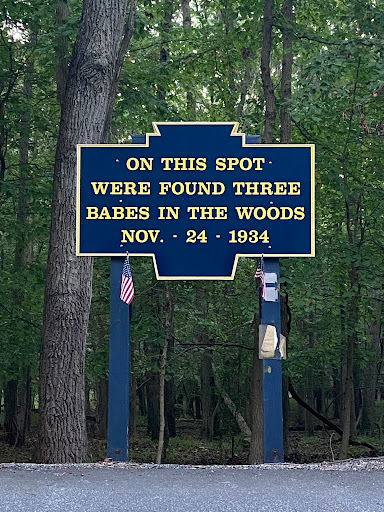 ON THIS SPOT
WERE FOUND THREE
BABES IN THE WOODS
NOV. - 24 - 1934